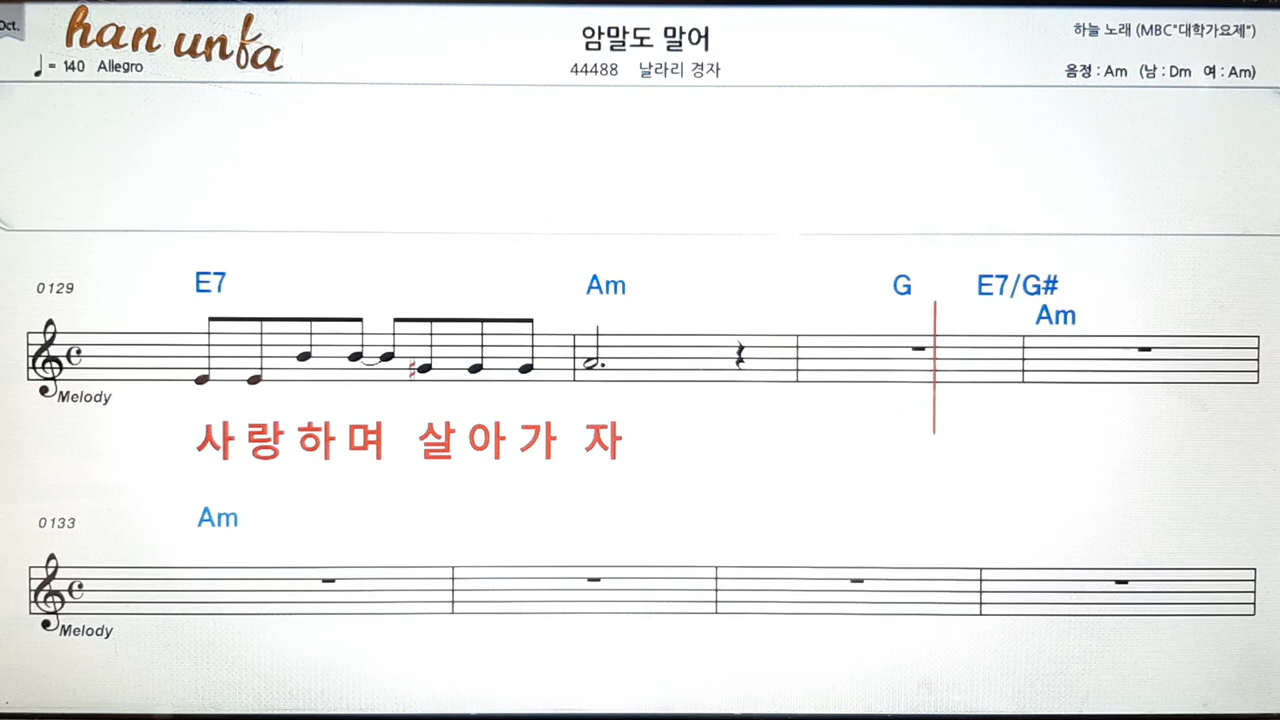 Oct.
han unfa
♩= 140 Allegro
암말도 말어
44488 날라리 경자
하늘 노래 (MBC"대학가요제")
음정 : Am (남 : Dm 여 : Am)
0129
E7 Am G E7/G#
Am
Melody
사랑하며 살아가 자
0133
Am
Melody